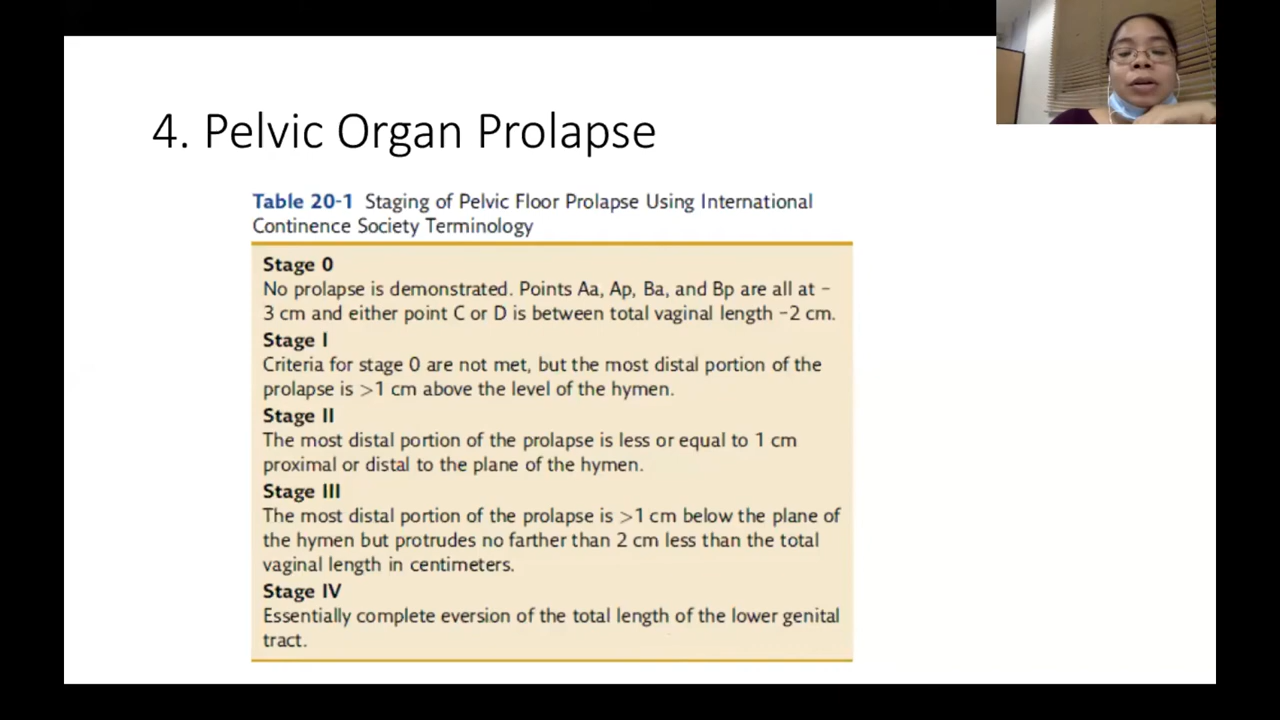 4. Pelvic Organ Prolapse
Table 20-1 Staging of Pelvic Floor Prolapse Using International
Continence Society Terminology
Stage 0
No prolapse is demonstrated. Points Aa, Ap, Ba, and Bp are all at −
3 cm and either point C or D is between total vaginal length −2 cm.
Stage I
Criteria for stage 0 are not met, but the most distal portion of the
prolapse is >1 cm above the level of the hymen.
Stage II
The most distal portion of the prolapse is less or equal to 1 cm
proximal or distal to the plane of the hymen.
Stage III
The most distal portion of the prolapse is >1 cm below the plane of
the hymen but protrudes no farther than 2 cm less than the total
vaginal length in centimeters.
Stage IV
Essentially complete eversion of the total length of the lower genital
tract.